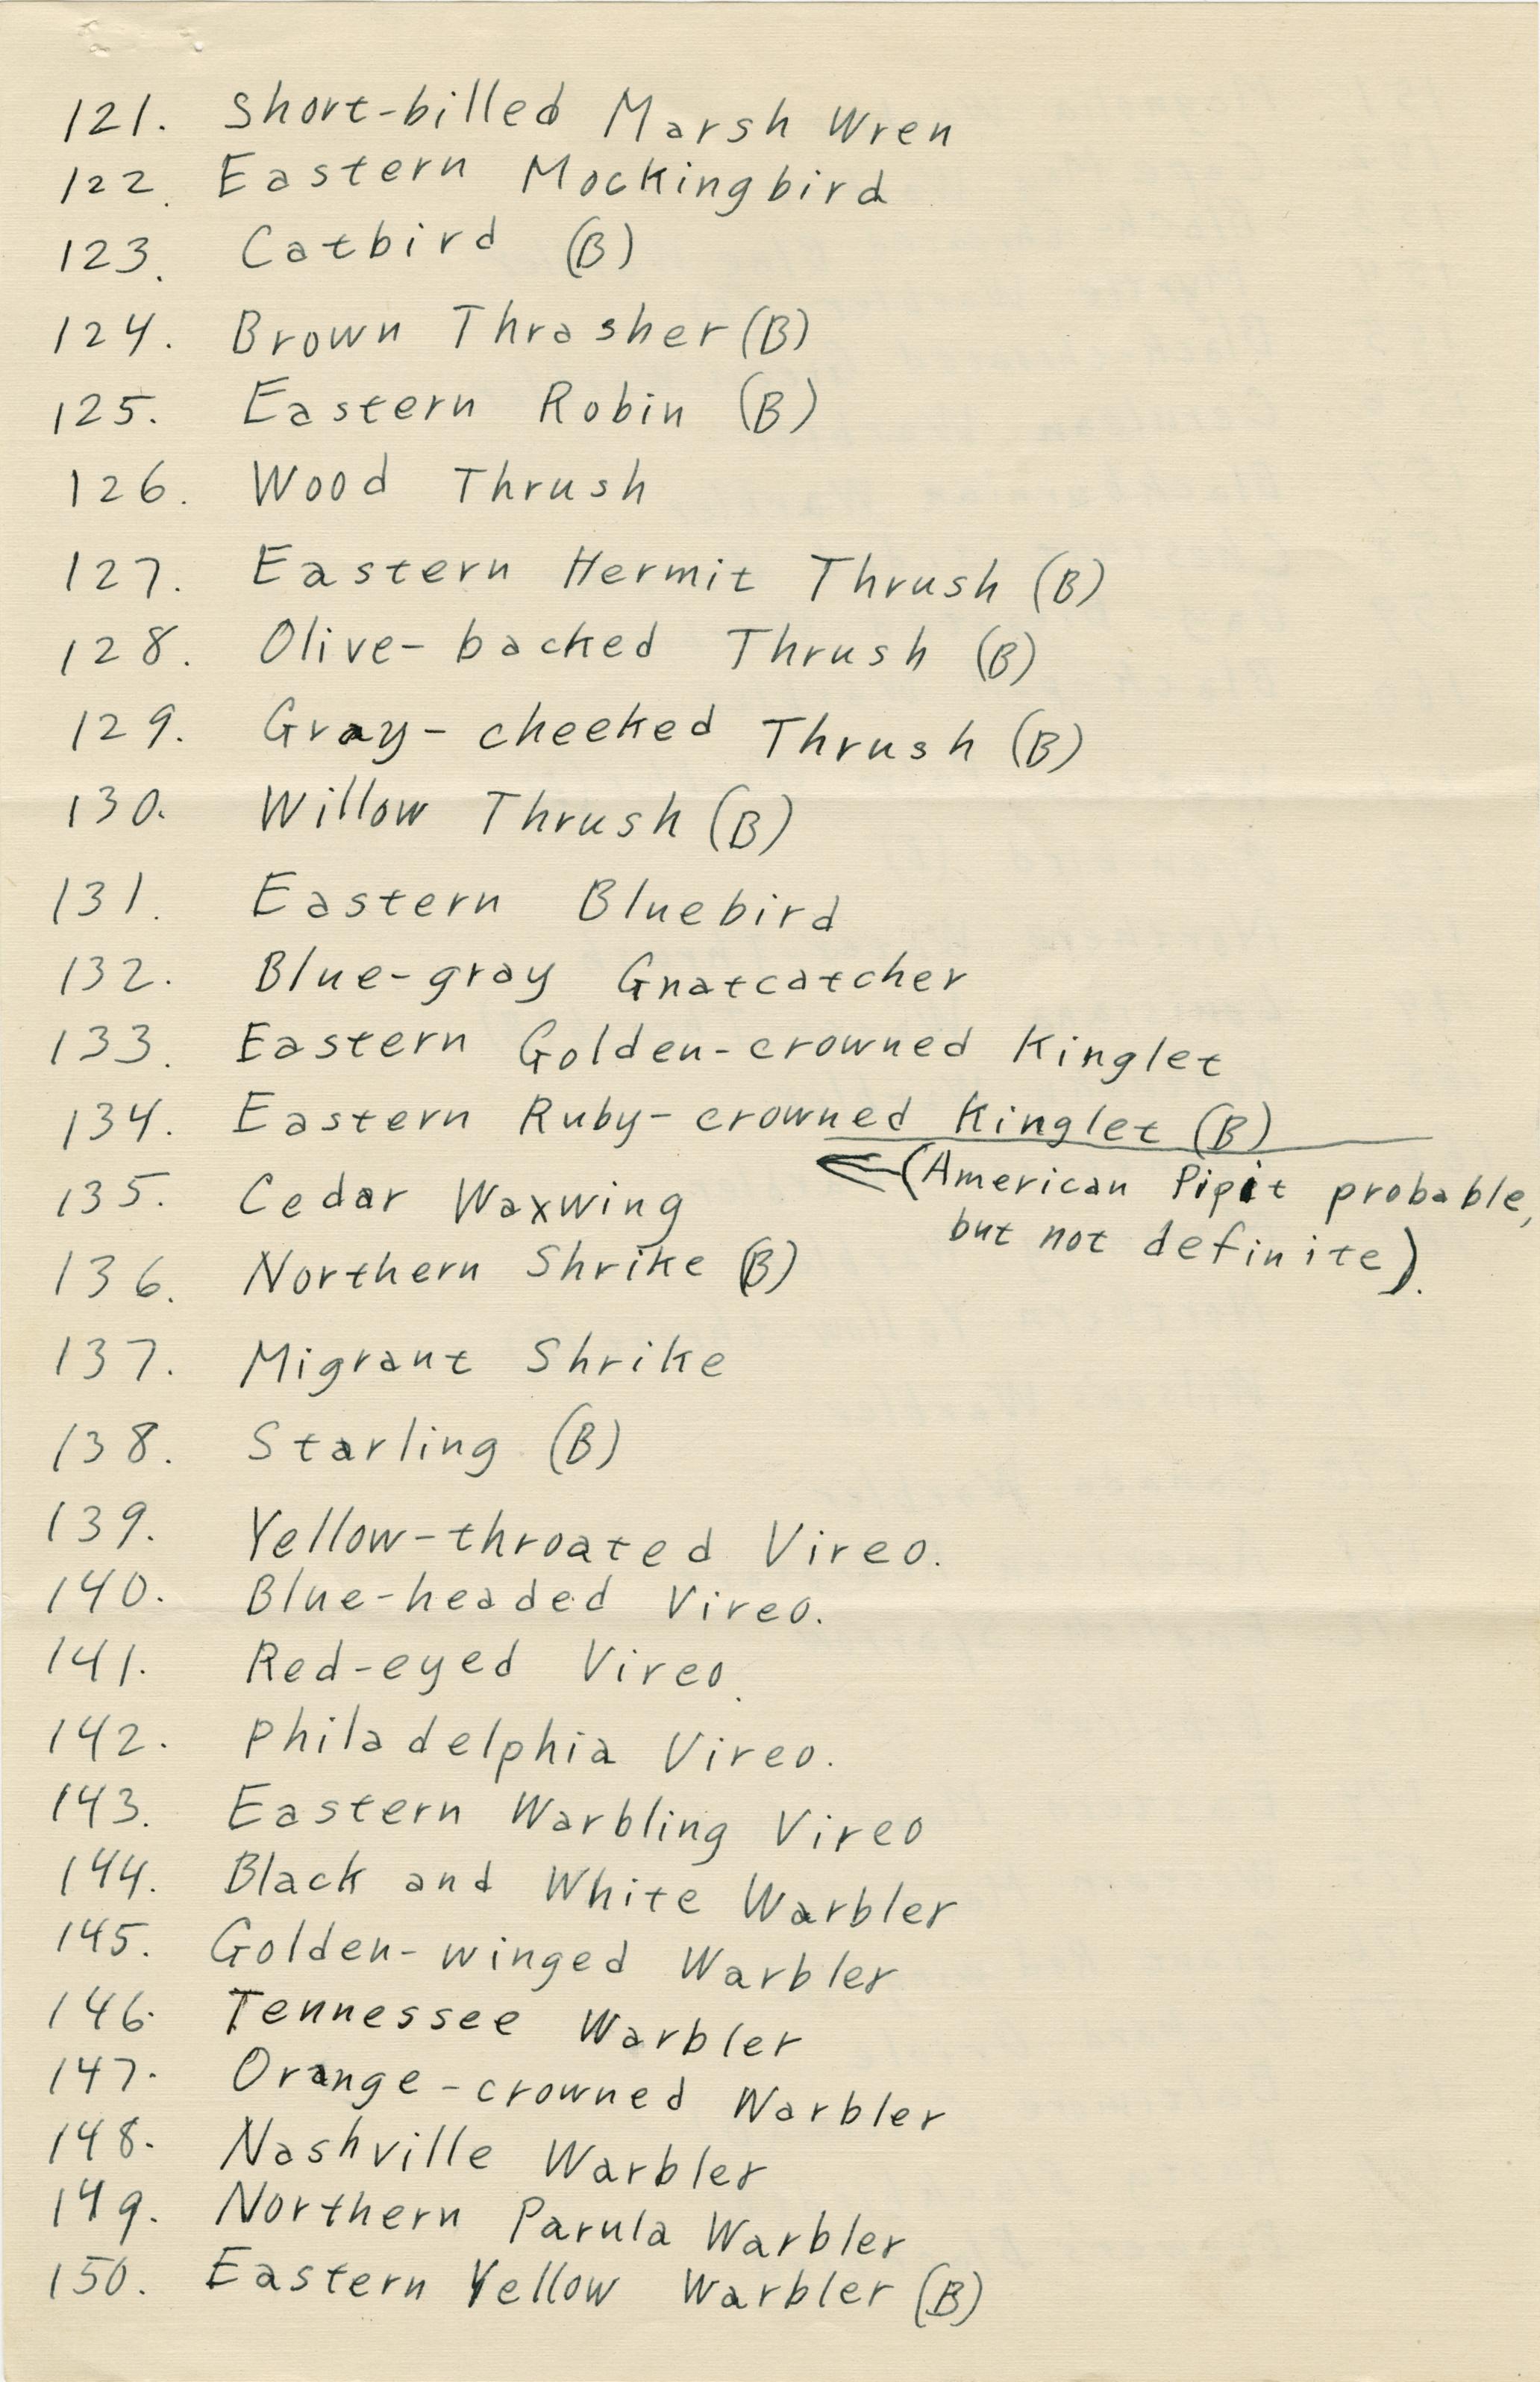 121. Short-billed Marsh Wren
122. Eastern Mockingbird
123. Catbird (B)
124. Brown Thrasher (B)
125. Eastern Robin (B)
126. Wood Thrush
127. Eastern Hermit Thrush (B)
128. Olive-backed Thrush (B)
129. Gray-cheeked Thrush (B)
130. Willow Thrush (B)
131. Eastern Bluebird
132. Blue-gray Gnatcatcher
133. Eastern Golden-crowned Kinglet
134. Eastern Ruby-crowned Kinglet (B)
(American Pipit probable,
but not definite).
135. Cedar Waxwing
136. Northern Shrike (B)
137. Migrant Shrike
138. Starling (B)
139. Yellow-throated Vireo.
140. Blue-headed Vireo.
141. Red-eyed Vireo.
142. Philadelphia Vireo.
143. Eastern Warbling Vireo
144. Black and White Warbler
145. Golden-winged Warbler
146. Tennessee Warbler
147. Orange-crowned Warbler
148. Nashville Warbler
149. Northern Parula Warbler
150. Eastern Yellow Warbler (B)